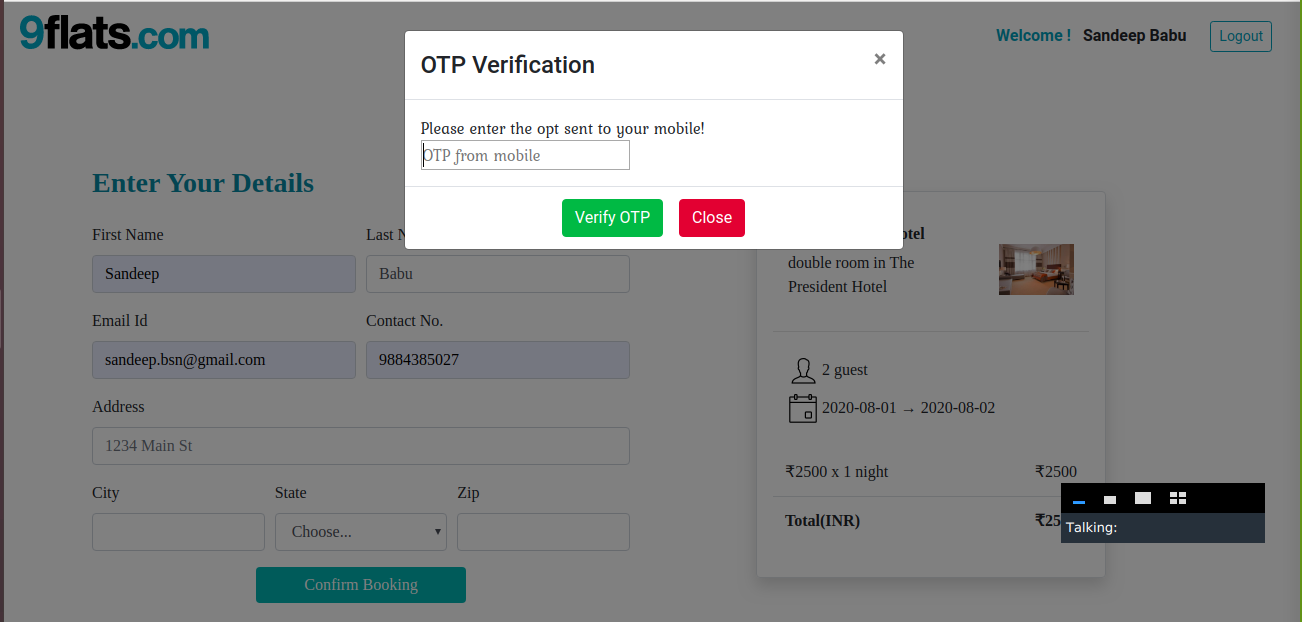 9flats.com
Welcome ! Sandeep Babu
Logout
OTP Verification
×
Please enter the opt sent to your mobile!
OTP from mobile
Verify OTP
Close
Enter Your Details
First Name
Last N
Sandeep
Babu
Email Id
Contact No.
sandeep.bsn@gmail.com
9884385027
Address
1234 Main St
City
State
Zip
Choose...
Confirm Booking
otel
double room in The
President Hotel
2 guest
2020-08-01 → 2020-08-02
₹2500 x 1 night
₹2500
Total(INR)
₹25
Talking: